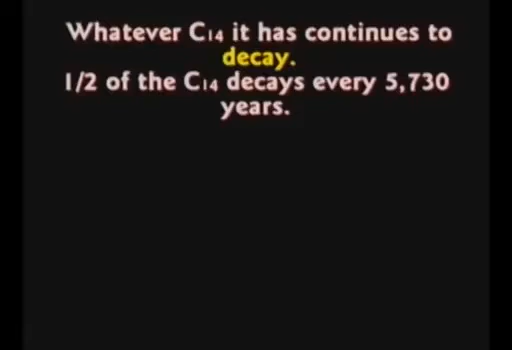 Whatever C14 it has continues to
decay.
1/2 of the C14 decays every 5,730
years.